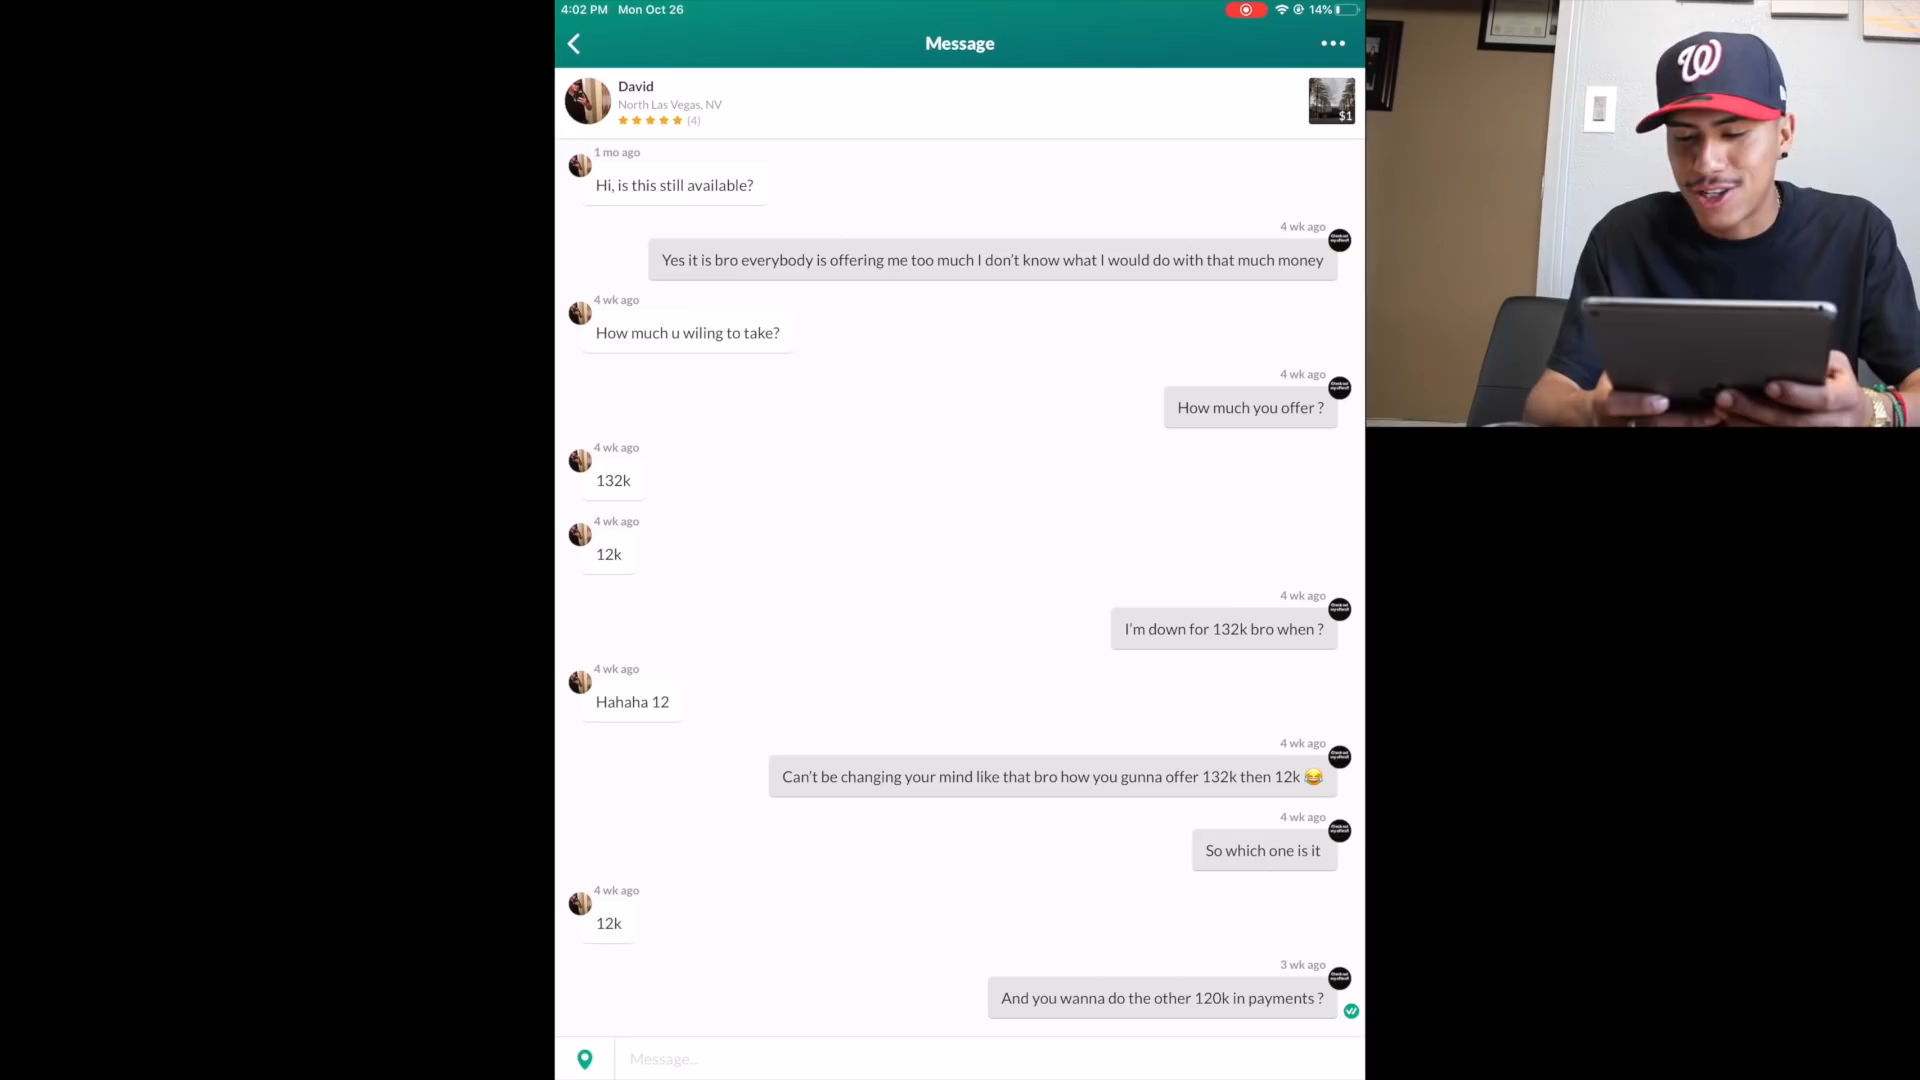 4:02 PM Mon Oct 26
14%
Message
David
North Las Vegas, NV
(4)
$1
1 mo ago
Hi, is this still available?
4 wk ago
Yes it is bro everybody is offering me too much I don't know what I would do with that much money
4 wk ago
How much u wiling to take?
4 wk ago
How much you offer ?
4 wk ago
132k
4 wk ago
12k
4 wk ago
I'm down for 132k bro when ?
4 wk ago
Hahaha 12
4 wk ago
Can't be changing your mind like that bro how you gunna offer 132k then 12k 😂
4 wk ago
So which one is it
4 wk ago
12k
3 wk ago
And you wanna do the other 120k in payments ?
Message...
W